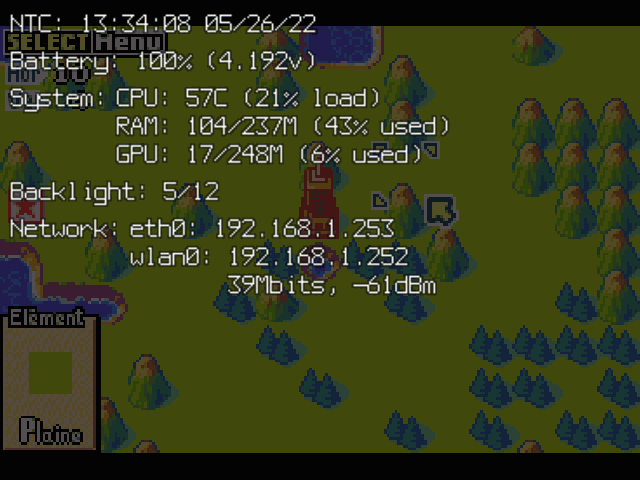 NTC: 13:34:08 05/26/22
SELECT Menu
Battery: 100% (4.192v)
System: CPU: 57C (21% load)
RAM: 104/237M (43% used)
GPU: 17/248M (6% used)
Backlight: 5/12
Network: eth0: 192.168.1.253
wlan0: 192.168.1.252
39Mbits, -61dBm
Elément
Plaine